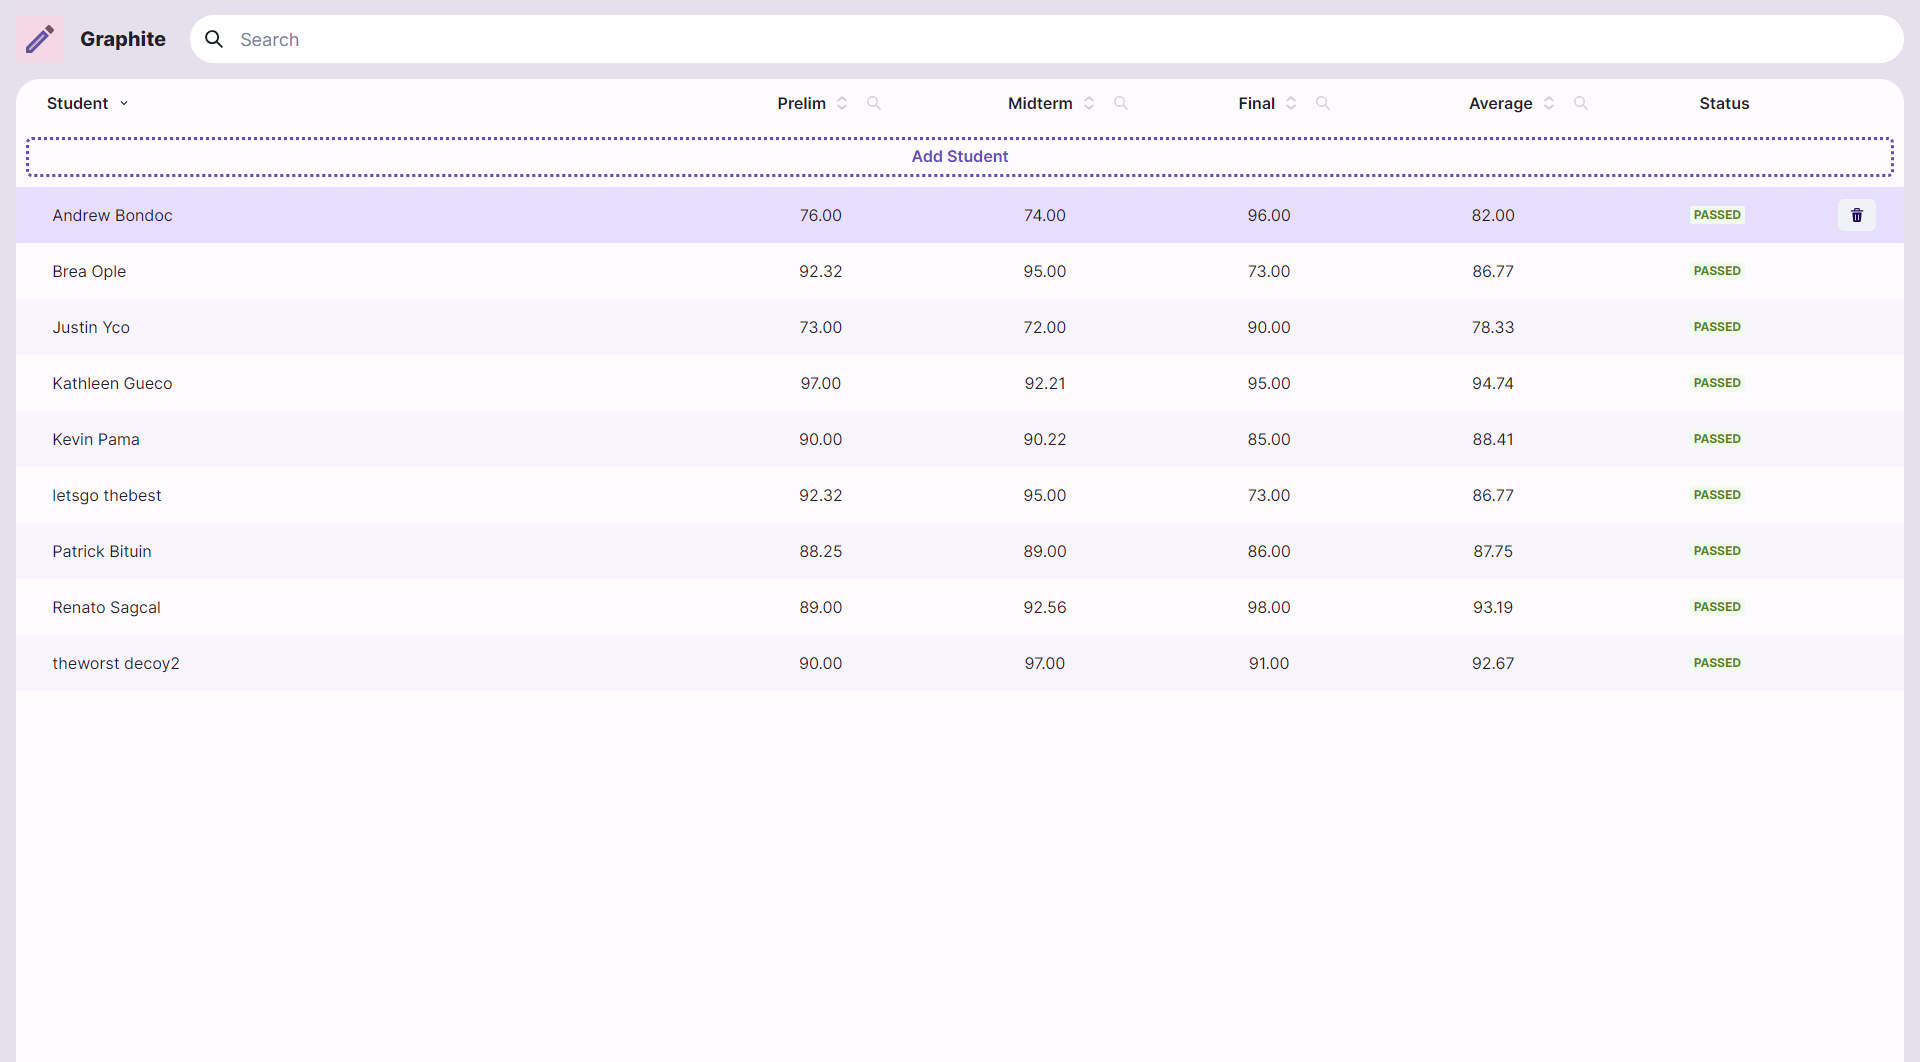 Graphite Search
Student Prelim Midterm Final Average Status
Add Student
Andrew Bondoc 76.00 74.00 96.00 82.00 PASSED
Brea Ople 92.32 95.00 73.00 86.77 PASSED
Justin Yco 73.00 72.00 90.00 78.33 PASSED
Kathleen Gueco 97.00 92.21 95.00 94.74 PASSED
Kevin Pama 90.00 90.22 85.00 88.41 PASSED
letsgo thebest 92.32 95.00 73.00 86.77 PASSED
Patrick Bituin 88.25 89.00 86.00 87.75 PASSED
Renato Sagcal 89.00 92.56 98.00 93.19 PASSED
theworst decoy2 90.00 97.00 91.00 92.67 PASSED